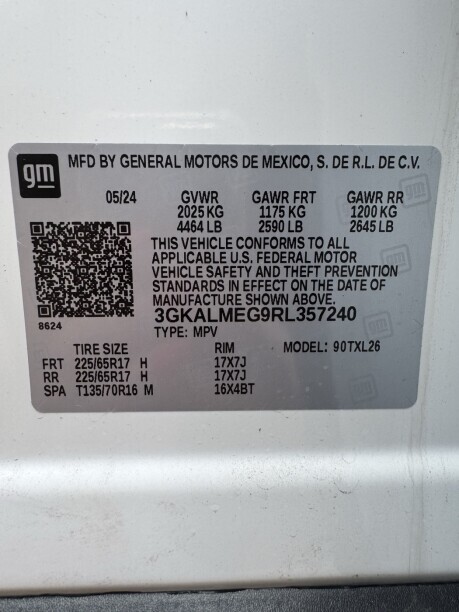 gm MFD BY GENERAL MOTORS DE MEXICO, S. DE R.L. DE C.V.
05/24 GVWR GAWR FRT GAWR RR
2025 KG 1175 KG 1200 KG
4464 LB 2590 LB 2645 LB
THIS VEHICLE CONFORMS TO ALL
APPLICABLE U.S. FEDERAL MOTOR
VEHICLE SAFETY AND THEFT PREVENTION
STANDARDS IN EFFECT ON THE DATE OF
MANUFACTURE SHOWN ABOVE.
8624 3GKALMEG9RL357240
TYPE: MPV
TIRE SIZE RIM MODEL: 90TXL26
FRT 225/65R17 H 17X7J
RR 225/65R17 H 17X7J
SPA T135/70R16 M 16X4BT